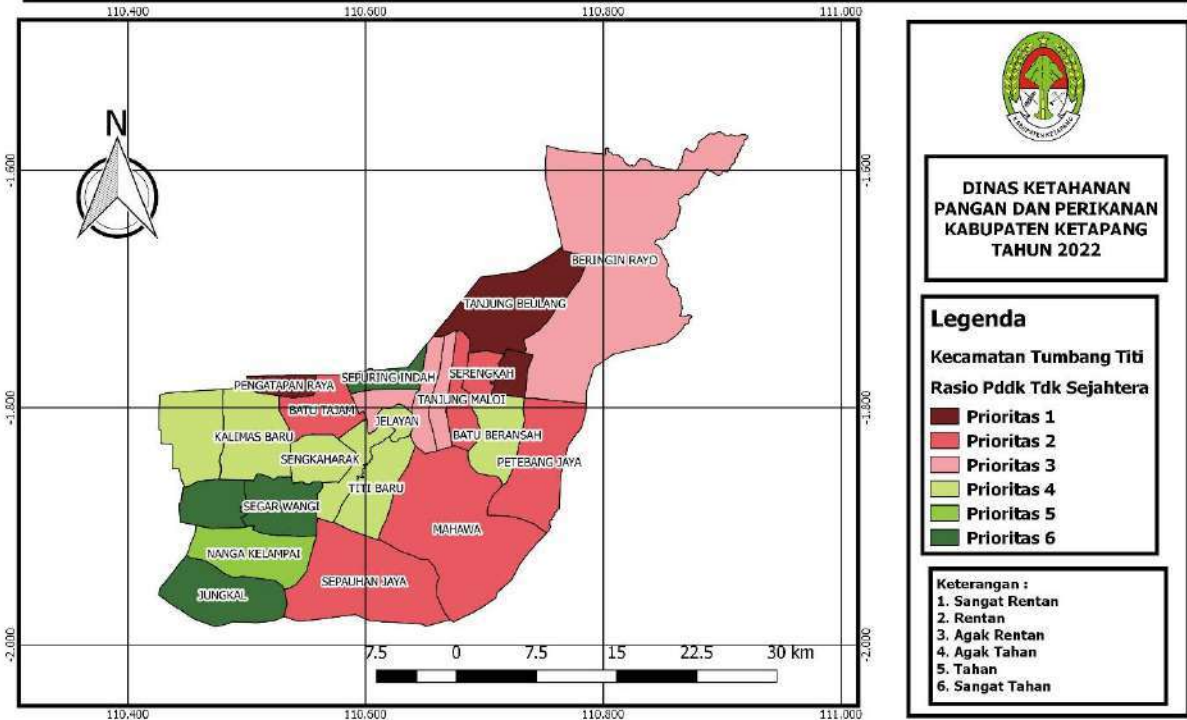 110.400
110.600
110.800
111.000
-1.600
-1.600
-1.800
-1.800
-2.000
-2.000
N
BERINGIN RAYO
TANJUNG BEULANG
SEPURING INDAH
SERENGKAH
PENGATAPAN RAYA
TANJUNG MALOI
BATU TAJAM
JELAYAN
KALIMAS BARU
BATU BERANSAH
SENGKAHARAK
PETEBANG JAYA
TITI BARU
SEGAR WANGI
MAHAWA
NANGA KELAMPAI
SEPAUHAN JAYA
JUNGKAL
7.5 0 7.5 15 22.5 30 km
110.400
110.600
110.800
111.000
KABUPATEN KETAPANG
DINAS KETAHANAN
PANGAN DAN PERIKANAN
KABUPATEN KETAPANG
TAHUN 2022
Legenda
Kecamatan Tumbang Titi
Rasio Pddk Tdk Sejahtera
Prioritas 1
Prioritas 2
Prioritas 3
Prioritas 4
Prioritas 5
Prioritas 6
Keterangan :
1. Sangat Rentan
2. Rentan
3. Agak Rentan
4. Agak Tahan
5. Tahan
6. Sangat Tahan